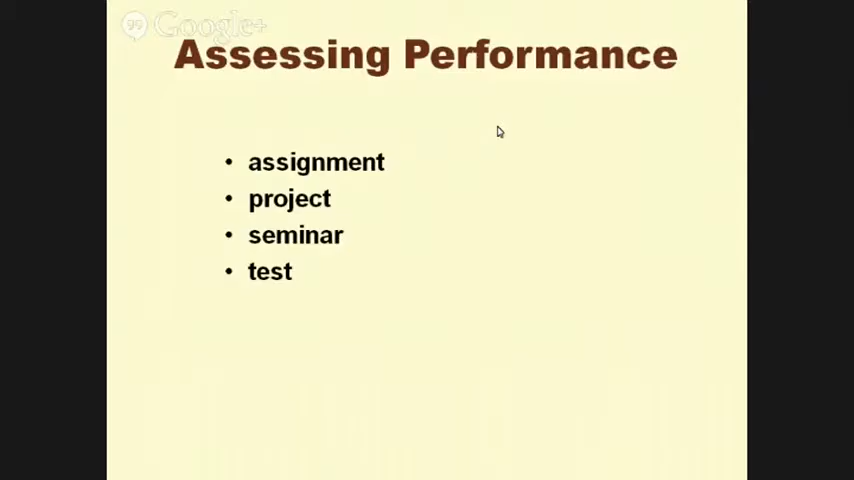 Google+
Assessing Performance
• assignment
• project
• seminar
• test